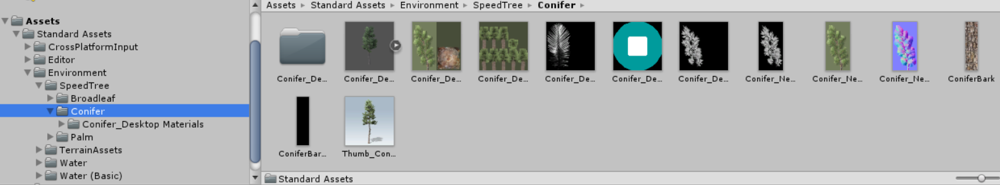 Assets
Standard Assets
CrossPlatformInput
Editor
Environment
SpeedTree
Broadleaf
Conifer
Conifer_Desktop Materials
Palm
TerrainAssets
Water
Water (Basic)
Assets ▸ Standard Assets ▸ Environment ▸ SpeedTree ▸ Conifer ▸
Conifer_De... Conifer_De... Conifer_De... Conifer_De... Conifer_De... Conifer_De... Conifer_De... Conifer_Ne... Conifer_Ne... Conifer_Ne... ConiferBark
ConiferBar... Thumb_Con...
Standard Assets